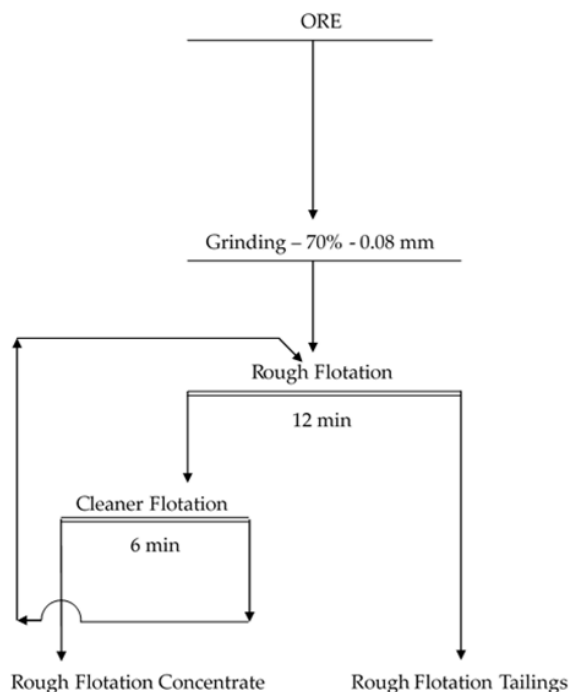 ORE
Grinding – 70% - 0.08 mm
Rough Flotation
12 min
Cleaner Flotation
6 min
Rough Flotation Concentrate
Rough Flotation Tailings